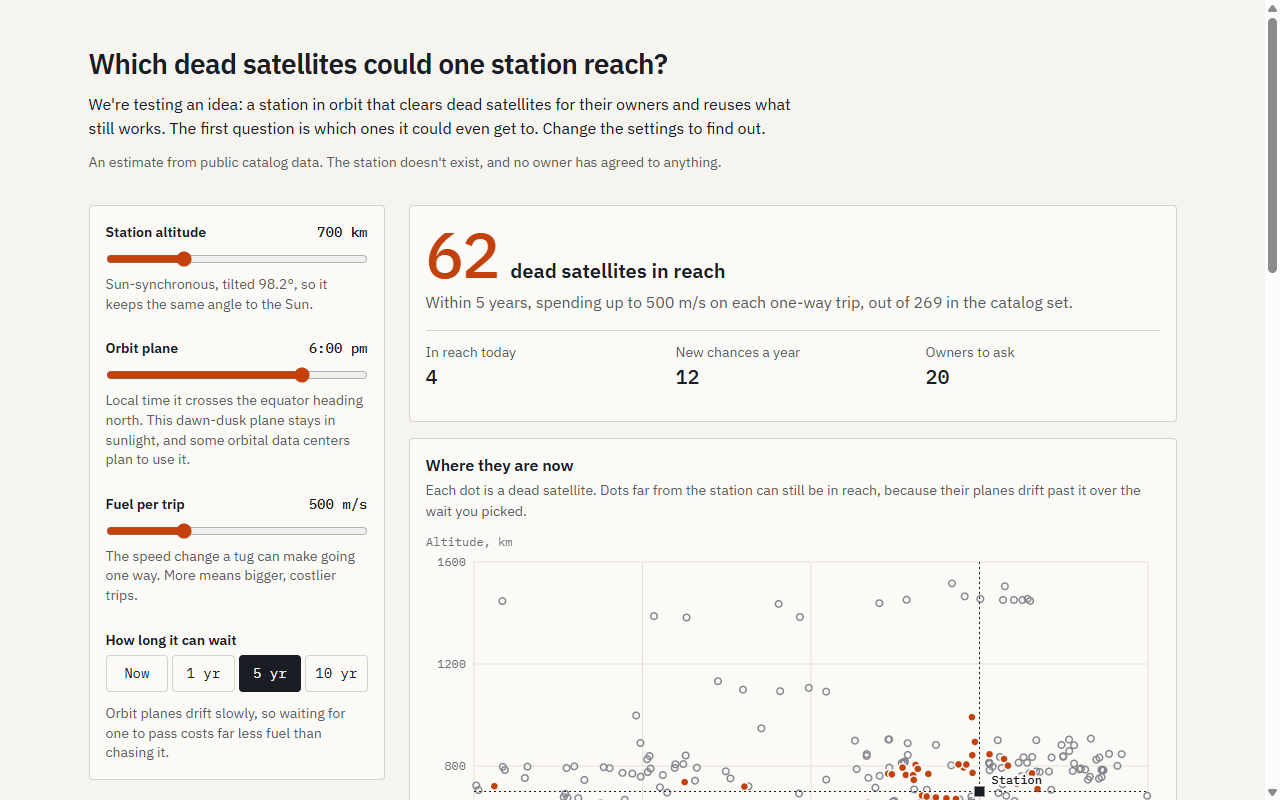 Which dead satellites could one station reach?
We're testing an idea: a station in orbit that clears dead satellites for their owners and reuses what
still works. The first question is which ones it could even get to. Change the settings to find out.
An estimate from public catalog data. The station doesn't exist, and no owner has agreed to anything.
Station altitude 700 km
Sun-synchronous, tilted 98.2°, so it
keeps the same angle to the Sun.
Orbit plane 6:00 pm
Local time it crosses the equator heading
north. This dawn-dusk plane stays in
sunlight, and some orbital data centers
plan to use it.
Fuel per trip 500 m/s
The speed change a tug can make going
one way. More means bigger, costlier
trips.
How long it can wait
Now 1 yr 5 yr 10 yr
Orbit planes drift slowly, so waiting for
one to pass costs far less fuel than
chasing it.
62 dead satellites in reach
Within 5 years, spending up to 500 m/s on each one-way trip, out of 269 in the catalog set.
In reach today New chances a year Owners to ask
4 12 20
Where they are now
Each dot is a dead satellite. Dots far from the station can still be in reach, because their planes drift past it over the
wait you picked.
Altitude, km
1600
1200
800
Station